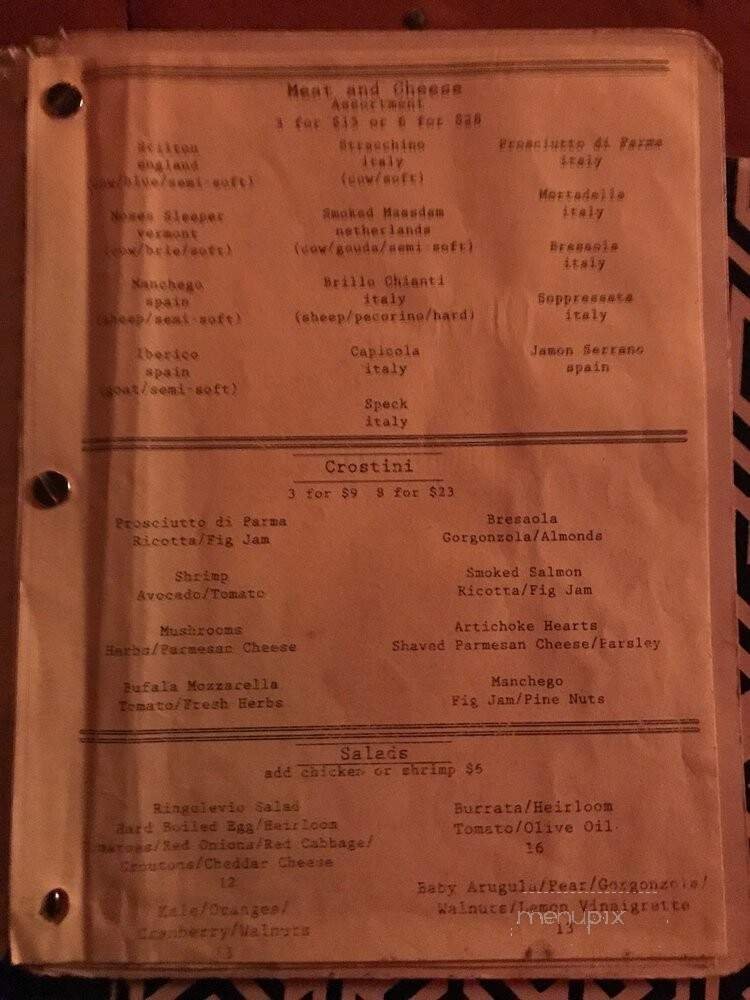 Meat and Cheese
Assortment
3 for $15 or 6 for $28
Stilton
england
(cow/blue/semi-soft)
Moses Sleeper
vermont
(cow/brie/soft)
Manchego
spain
(sheep/semi-soft)
Iberico
spain
(goat/semi-soft)
Stracchino
italy
(cow/soft)
Smoked Maasdam
netherlands
(cow/gouda/semi soft)
Brillo Chianti
italy
(sheep/pecorino/hard)
Capicola
italy
Speck
italy
Prosciutto di Parma
italy
Mortadella
italy
Bresaola
italy
Soppressata
italy
Jamon Serrano
spain
Crostini
3 for $9 8 for $23
Prosciutto di Parma
Ricotta/Fig Jam
Shrimp
Avocado/Tomato
Mushrooms
Herbs/Parmesan Cheese
Bufala Mozzarella
Tomato/Fresh Herbs
Bresaola
Gorgonzola/Almonds
Smoked Salmon
Ricotta/Fig Jam
Artichoke Hearts
Shaved Parmesan Cheese/Parsley
Manchego
Fig Jam/Pine Nuts
Salads
add chicken or shrimp $5
Ringolevio Salad
Hard Boiled Egg/Heirloom
Tomatoes/Red Onions/Red Cabbage/
Croutons/Cheddar Cheese
12
Kale/Oranges/
Cranberry/Walnuts
13
Burrata/Heirloom
Tomato/Olive Oil
16
Baby Arugula/Pear/Gorgonzola/
Walnuts/Lemon Vinaigrette
13
menupix